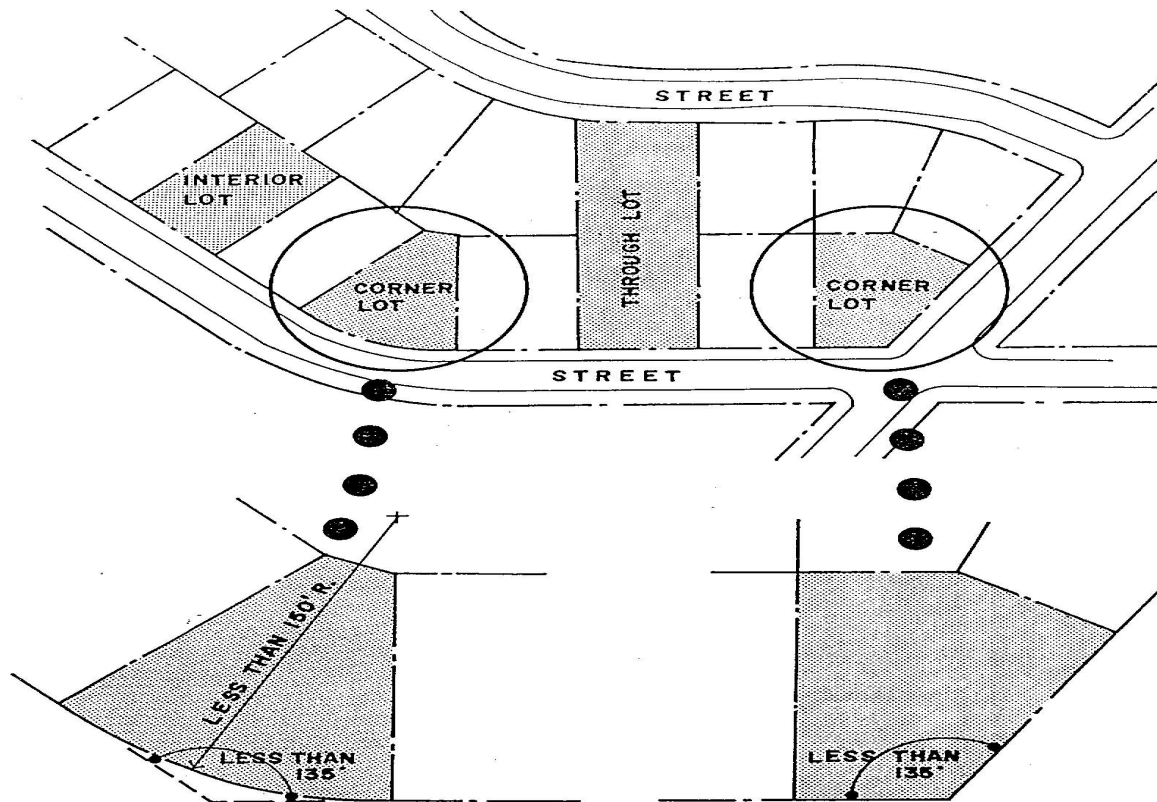 STREET
INTERIOR
LOT
THROUGH LOT
CORNER
LOT
CORNER
LOT
STREET
LESS THAN 150' R.
LESS THAN
135°
LESS THAN
135°